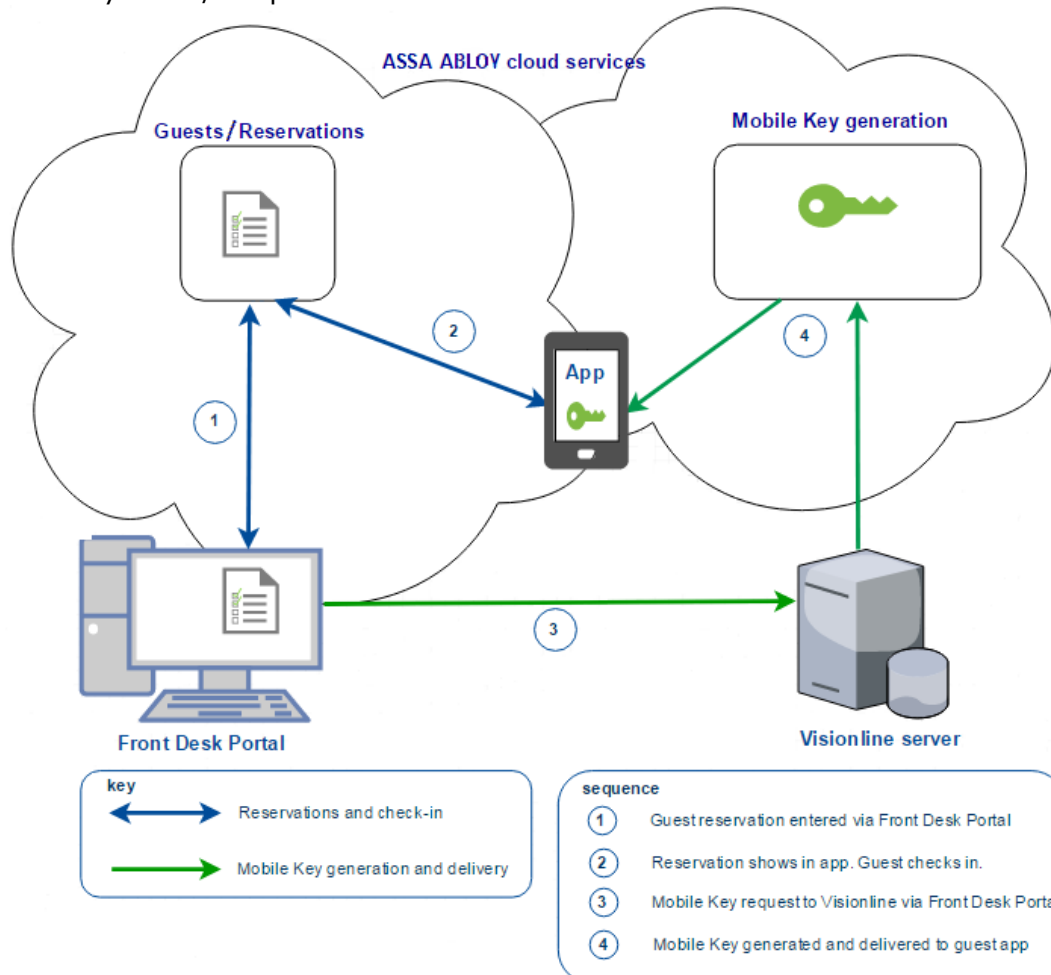 ASSA ABLOY cloud services
Guests/Reservations
Mobile Key generation
2
4
App
1
3
Front Desk Portal
Visionline server
key
Reservations and check-in
Mobile Key generation and delivery
sequence
1 Guest reservation entered via Front Desk Portal
2 Reservation shows in app. Guest checks in.
3 Mobile Key request to Visionline via Front Desk Porta
4 Mobile Key generated and delivered to guest app